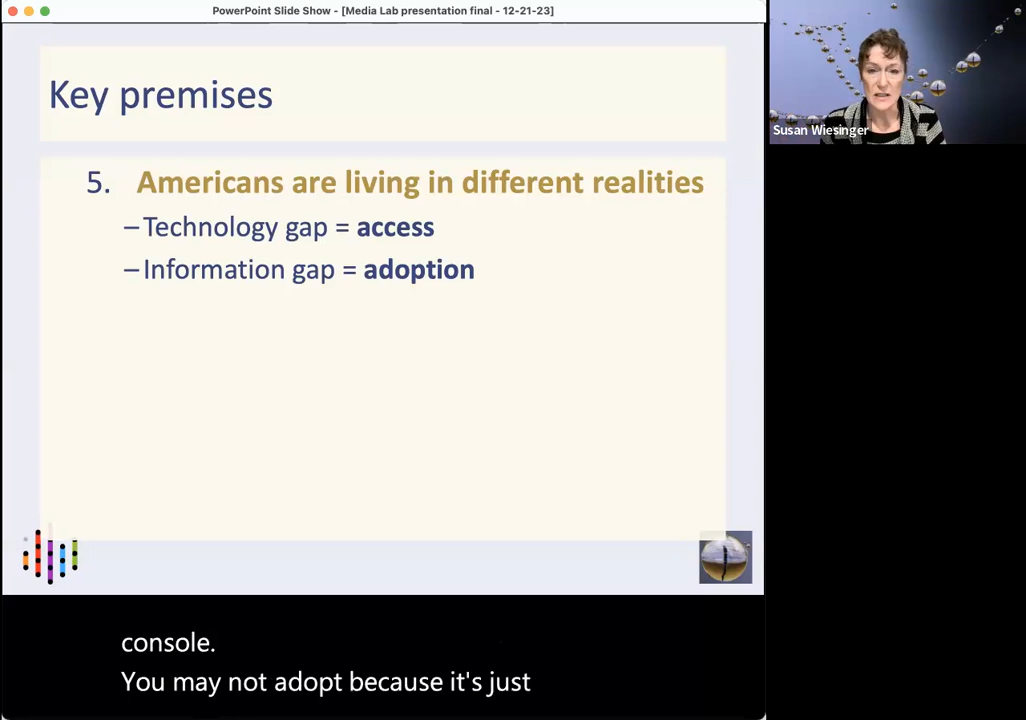 PowerPoint Slide Show - [Media Lab presentation final - 12-21-23]
Key premises
5. Americans are living in different realities
–Technology gap = access
–Information gap = adoption
Susan Wiesinger
console.
You may not adopt because it's just